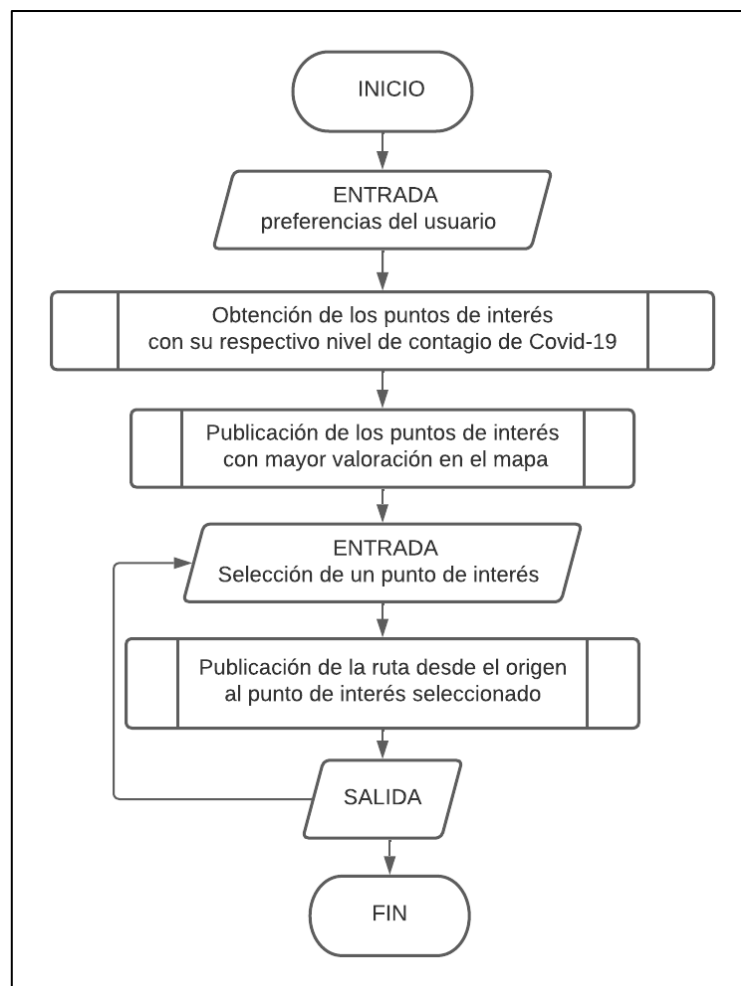 INICIO
ENTRADA
preferencias del usuario
Obtención de los puntos de interés
con su respectivo nivel de contagio de Covid-19
Publicación de los puntos de interés
con mayor valoración en el mapa
ENTRADA
Selección de un punto de interés
Publicación de la ruta desde el origen
al punto de interés seleccionado
SALIDA
FIN